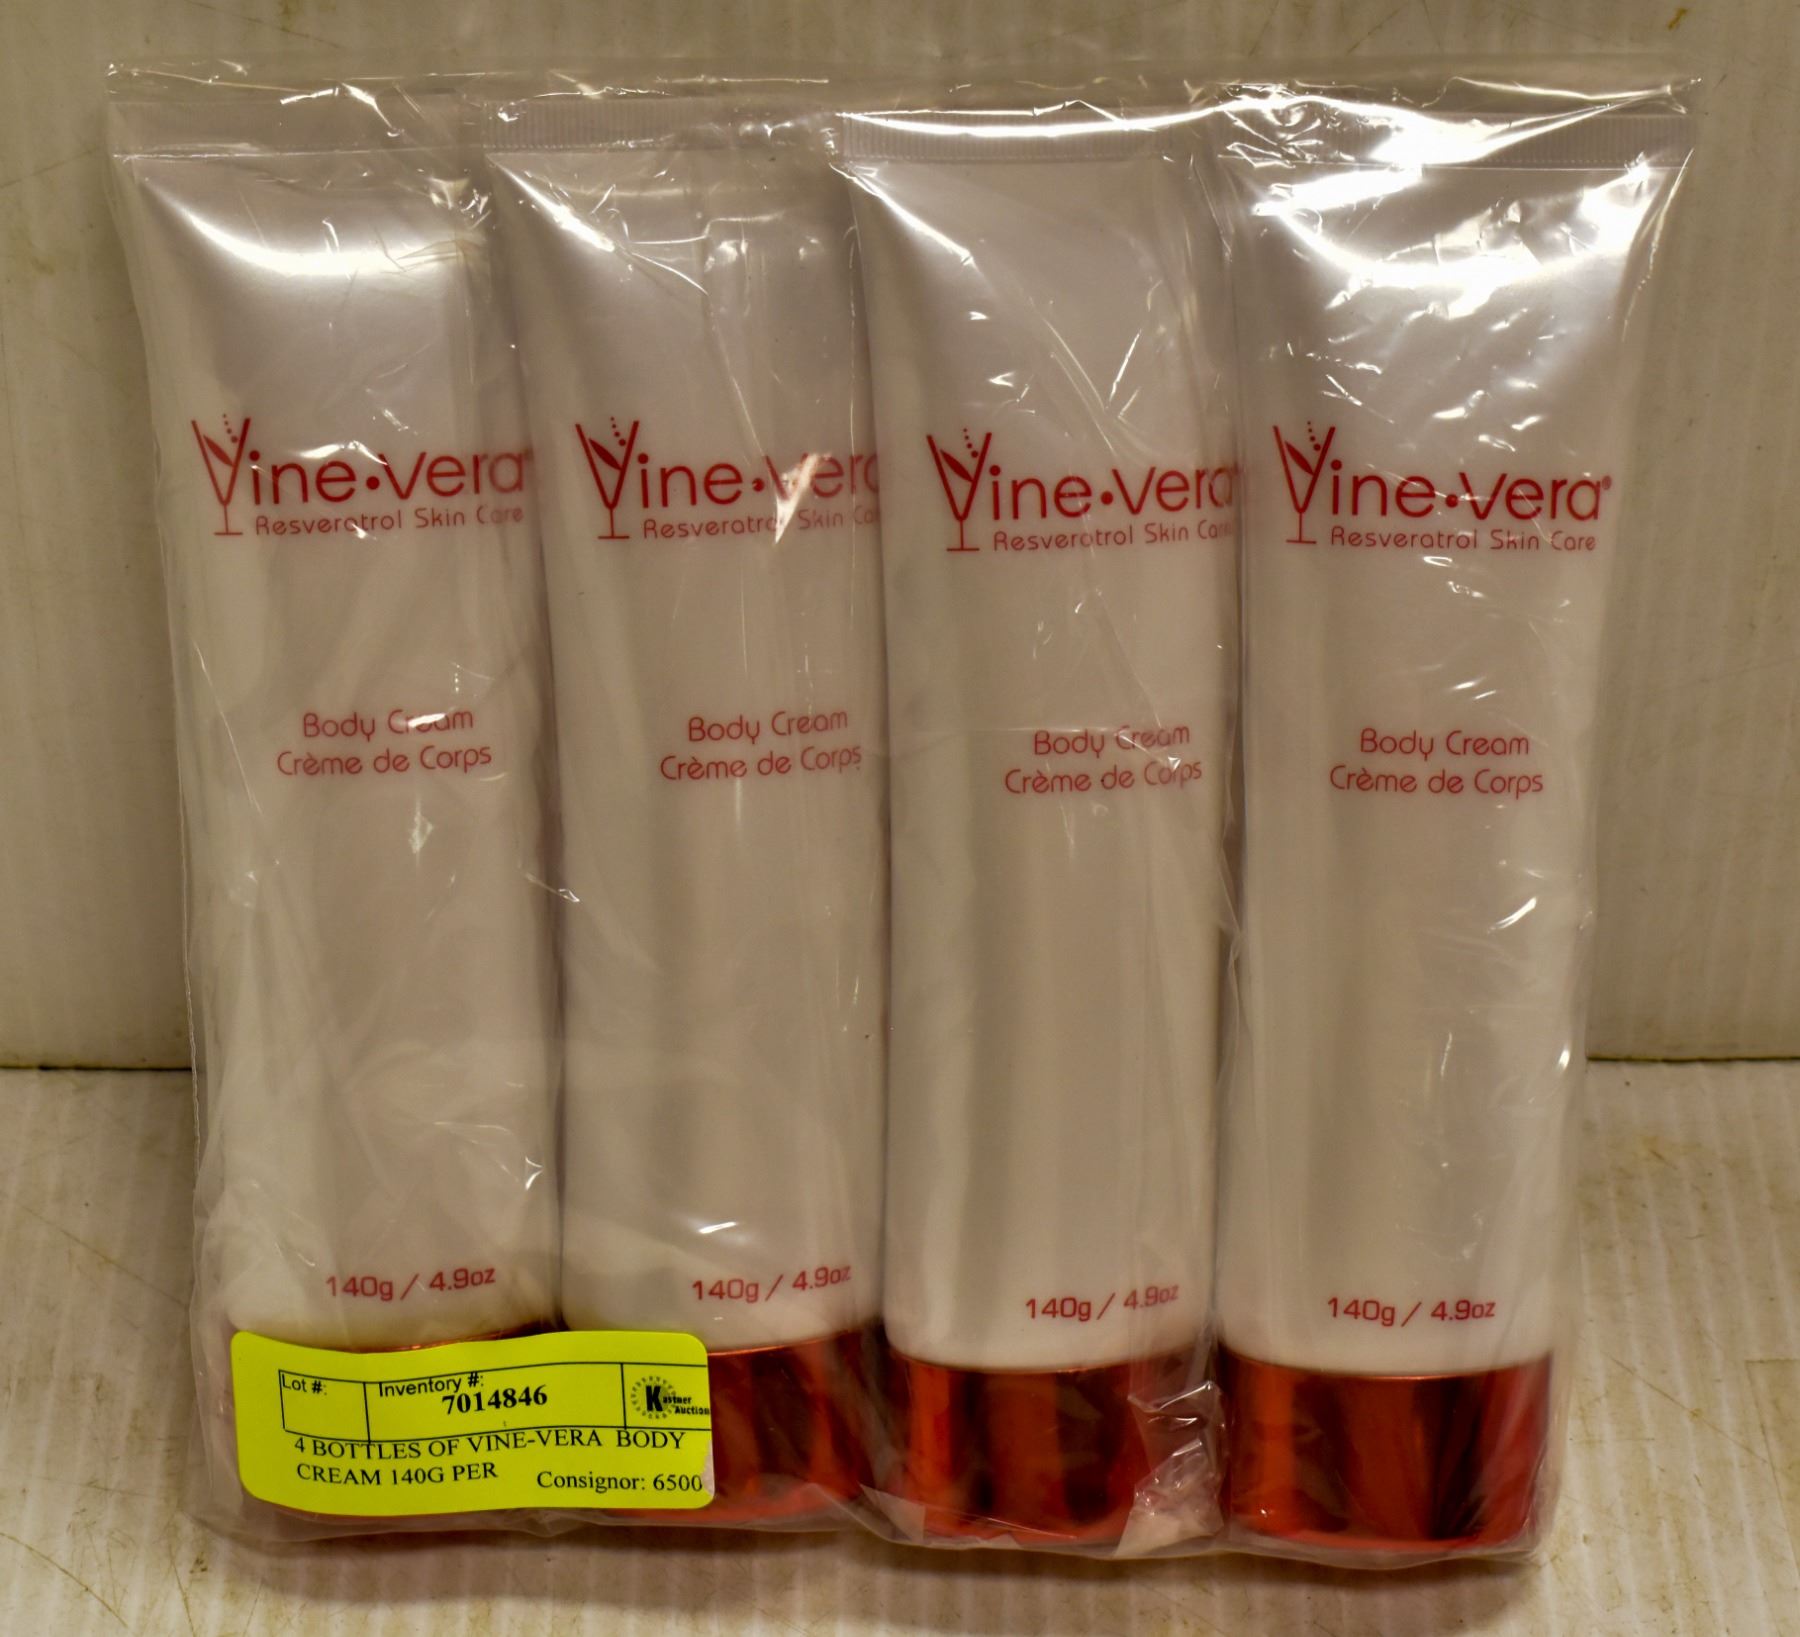 Vine•vera
Resveratrol Skin Care
Body Cream
Crème de Corps
140g / 4.9oz
Vine•vera
Resveratrol Skin Ca
Body Cream
Crème de Corps
140g / 4.9oz
Vine•vera
Resveratrol Skin Care
Body Cream
Crème de Corps
140g / 4.9oz
Vine•vera®
Resveratrol Skin Care
Body Cream
Crème de Corps
140g / 4.9oz
Lot #: Inventory #:
7014846
Kastner
Auction
4 BOTTLES OF VINE-VERA BODY
CREAM 140G PER
Consignor: 6500